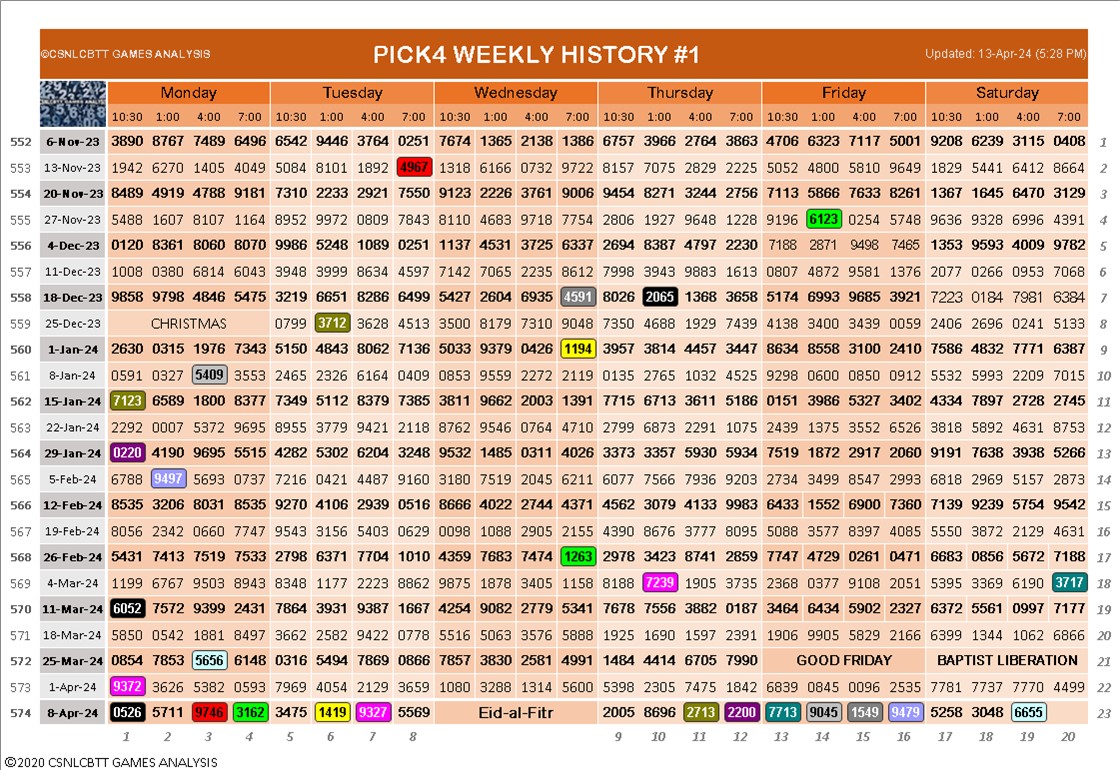 ©CSNLCBTT GAMES ANALYSIS PICK4 WEEKLY HISTORY #1 Updated: 13-Apr-24 (5:28 PM)
Monday Tuesday Wednesday Thursday Friday Saturday
10:30 1:00 4:00 7:00 10:30 1:00 4:00 7:00 10:30 1:00 4:00 7:00 10:30 1:00 4:00 7:00 10:30 1:00 4:00 7:00 10:30 1:00 4:00 7:00
552 6-Nov-23 3890 8767 7489 6496 6542 9446 3764 0251 7674 1365 2138 1386 6757 3966 2764 3863 4706 6323 7117 5001 9208 6239 3115 0408 1
553 13-Nov-23 1942 6270 1405 4049 5084 8101 1892 4967 1318 6166 0732 9722 8157 7075 2829 2225 5052 4800 5810 9649 1829 5441 6412 8664 2
554 20-Nov-23 8489 4919 4788 9181 7310 2233 2921 7550 9123 2226 3761 9006 9454 8271 3244 2756 7113 5866 7633 8261 1367 1645 6470 3129 3
555 27-Nov-23 5488 1607 8107 1164 8952 9972 0809 7843 8110 4683 9718 7754 2806 1927 9648 1228 9196 6123 0254 5748 9636 9328 6996 4391 4
556 4-Dec-23 0120 8361 8060 8070 9986 5248 1089 0251 1137 4531 3725 6337 2694 8387 4797 2230 7188 2871 9498 7465 1353 9593 4009 9782 5
557 11-Dec-23 1008 0380 6814 6043 3948 3999 8634 4597 7142 7065 2235 8612 7998 3943 9883 1613 0807 4872 9581 1376 2077 0266 0953 7068 6
558 18-Dec-23 9858 9798 4846 5475 3219 6651 8286 6499 5427 2604 6935 4591 8026 2065 1368 3658 5174 6993 9685 3921 7223 0184 7981 6384 7
559 25-Dec-23 CHRISTMAS 0799 3712 3628 4513 3500 8179 7310 9048 7350 4688 1929 7439 4138 3400 3439 0059 2406 2696 0241 5133 8
560 1-Jan-24 2630 0315 1976 7343 5150 4843 8062 7136 5033 9379 0426 1194 3957 3814 4457 3447 8634 8558 3100 2410 7586 4832 7771 6387 9
561 8-Jan-24 0591 0327 5409 3553 2465 2326 6164 0409 0853 9559 2272 2119 0135 2765 1032 4525 9298 0600 0850 0912 5532 5993 2209 7015 10
562 15-Jan-24 7123 6589 1800 8377 7349 5112 8379 7385 3811 9662 2003 1391 7715 6713 3611 5186 0151 3986 5327 3402 4334 7897 2728 2745 11
563 22-Jan-24 2292 0007 5372 9695 8955 3779 9421 2118 8762 9546 0764 4710 2799 6873 2291 1075 2439 1375 3552 6526 3818 5892 4631 8753 12
564 29-Jan-24 0220 4190 9695 5515 4282 5302 6204 3248 9532 1485 0311 4026 3373 3357 5930 5934 7519 1872 2917 2060 9191 7638 3938 5266 13
565 5-Feb-24 6788 9497 5693 0737 7216 0421 4487 9160 3180 7519 2045 6211 6077 7566 7936 9203 2734 3499 8547 2993 6818 2969 5157 2873 14
566 12-Feb-24 8535 3206 8031 8535 9270 4106 2939 0516 8666 4022 2744 4371 4562 3079 4133 9983 6433 1552 6900 7360 7139 9239 5754 9542 15
567 19-Feb-24 8056 2342 0660 7747 9543 3156 5403 0629 0098 1088 2905 2155 4390 8676 3777 8095 5088 3577 8397 4085 5550 3872 2129 4631 16
568 26-Feb-24 5431 7413 7519 7533 2798 6371 7704 1010 4359 7683 7474 1263 2978 3423 8741 2859 7747 4729 0261 0471 6683 0856 5672 7188 17
569 4-Mar-24 1199 6767 9503 8943 8348 1177 2223 8862 9875 1878 3405 1158 8188 7239 1905 3735 2368 0377 9108 2051 5395 3369 6190 3717 18
570 11-Mar-24 6052 7572 9399 2431 7864 3931 9387 1667 4254 9082 2779 5341 7678 7556 3882 0187 3464 6434 5902 2327 6372 5561 0997 7177 19
571 18-Mar-24 5850 0542 1881 8497 3662 2582 9422 0778 5516 5063 3576 5888 1925 1690 1597 2391 1906 9905 5829 2166 6399 1344 1062 6866 20
572 25-Mar-24 0854 7853 5656 6148 0316 5494 7869 0866 7857 3830 2581 4991 1484 4414 6705 7990 GOOD FRIDAY BAPTIST LIBERATION 21
573 1-Apr-24 9372 3626 5382 0593 7969 4054 2129 3659 1080 3288 1314 5600 5398 2305 7475 1842 6839 0845 0096 2535 7781 7737 7770 4499 22
574 8-Apr-24 0526 5711 9746 3162 3475 1419 9327 5569 Eid-al-Fitr 2005 8696 2713 2200 7713 9045 1549 9479 5258 3048 6655 23
1 2 3 4 5 6 7 8 9 10 11 12 13 14 15 16 17 18 19 20
©2020 CSNLCBTT GAMES ANALYSIS